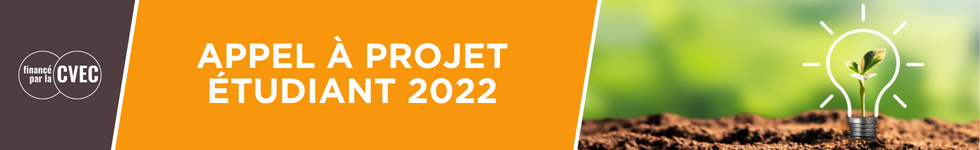 financé
par la
CVEC
APPEL À PROJET
ÉTUDIANT 2022